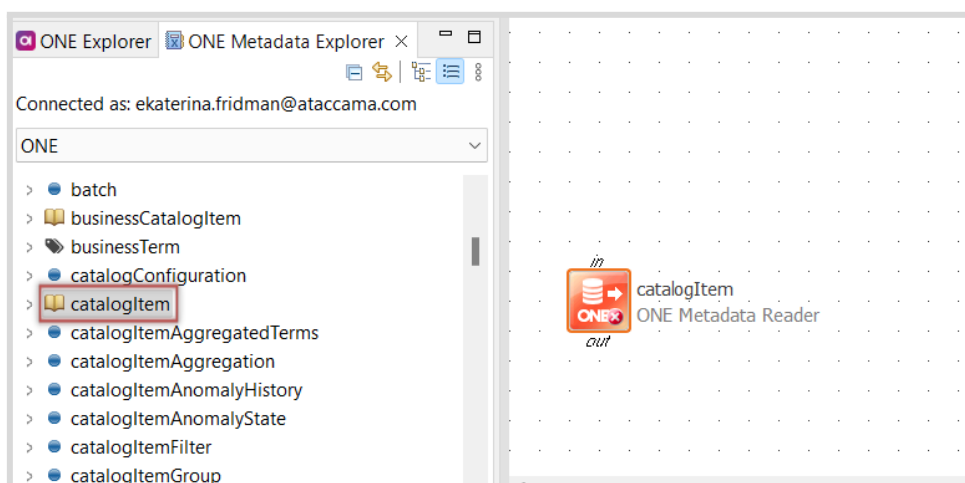 ONE Explorer
ONE Metadata Explorer
Connected as: ekaterina.fridman@ataccama.com
ONE
batch
businessCatalogItem
businessTerm
catalogConfiguration
catalogItem
catalogItemAggregatedTerms
catalogItemAggregation
catalogItemAnomalyHistory
catalogItemAnomalyState
catalogItemFilter
catalogItemGroup
in
ONE
catalogItem
ONE Metadata Reader
out